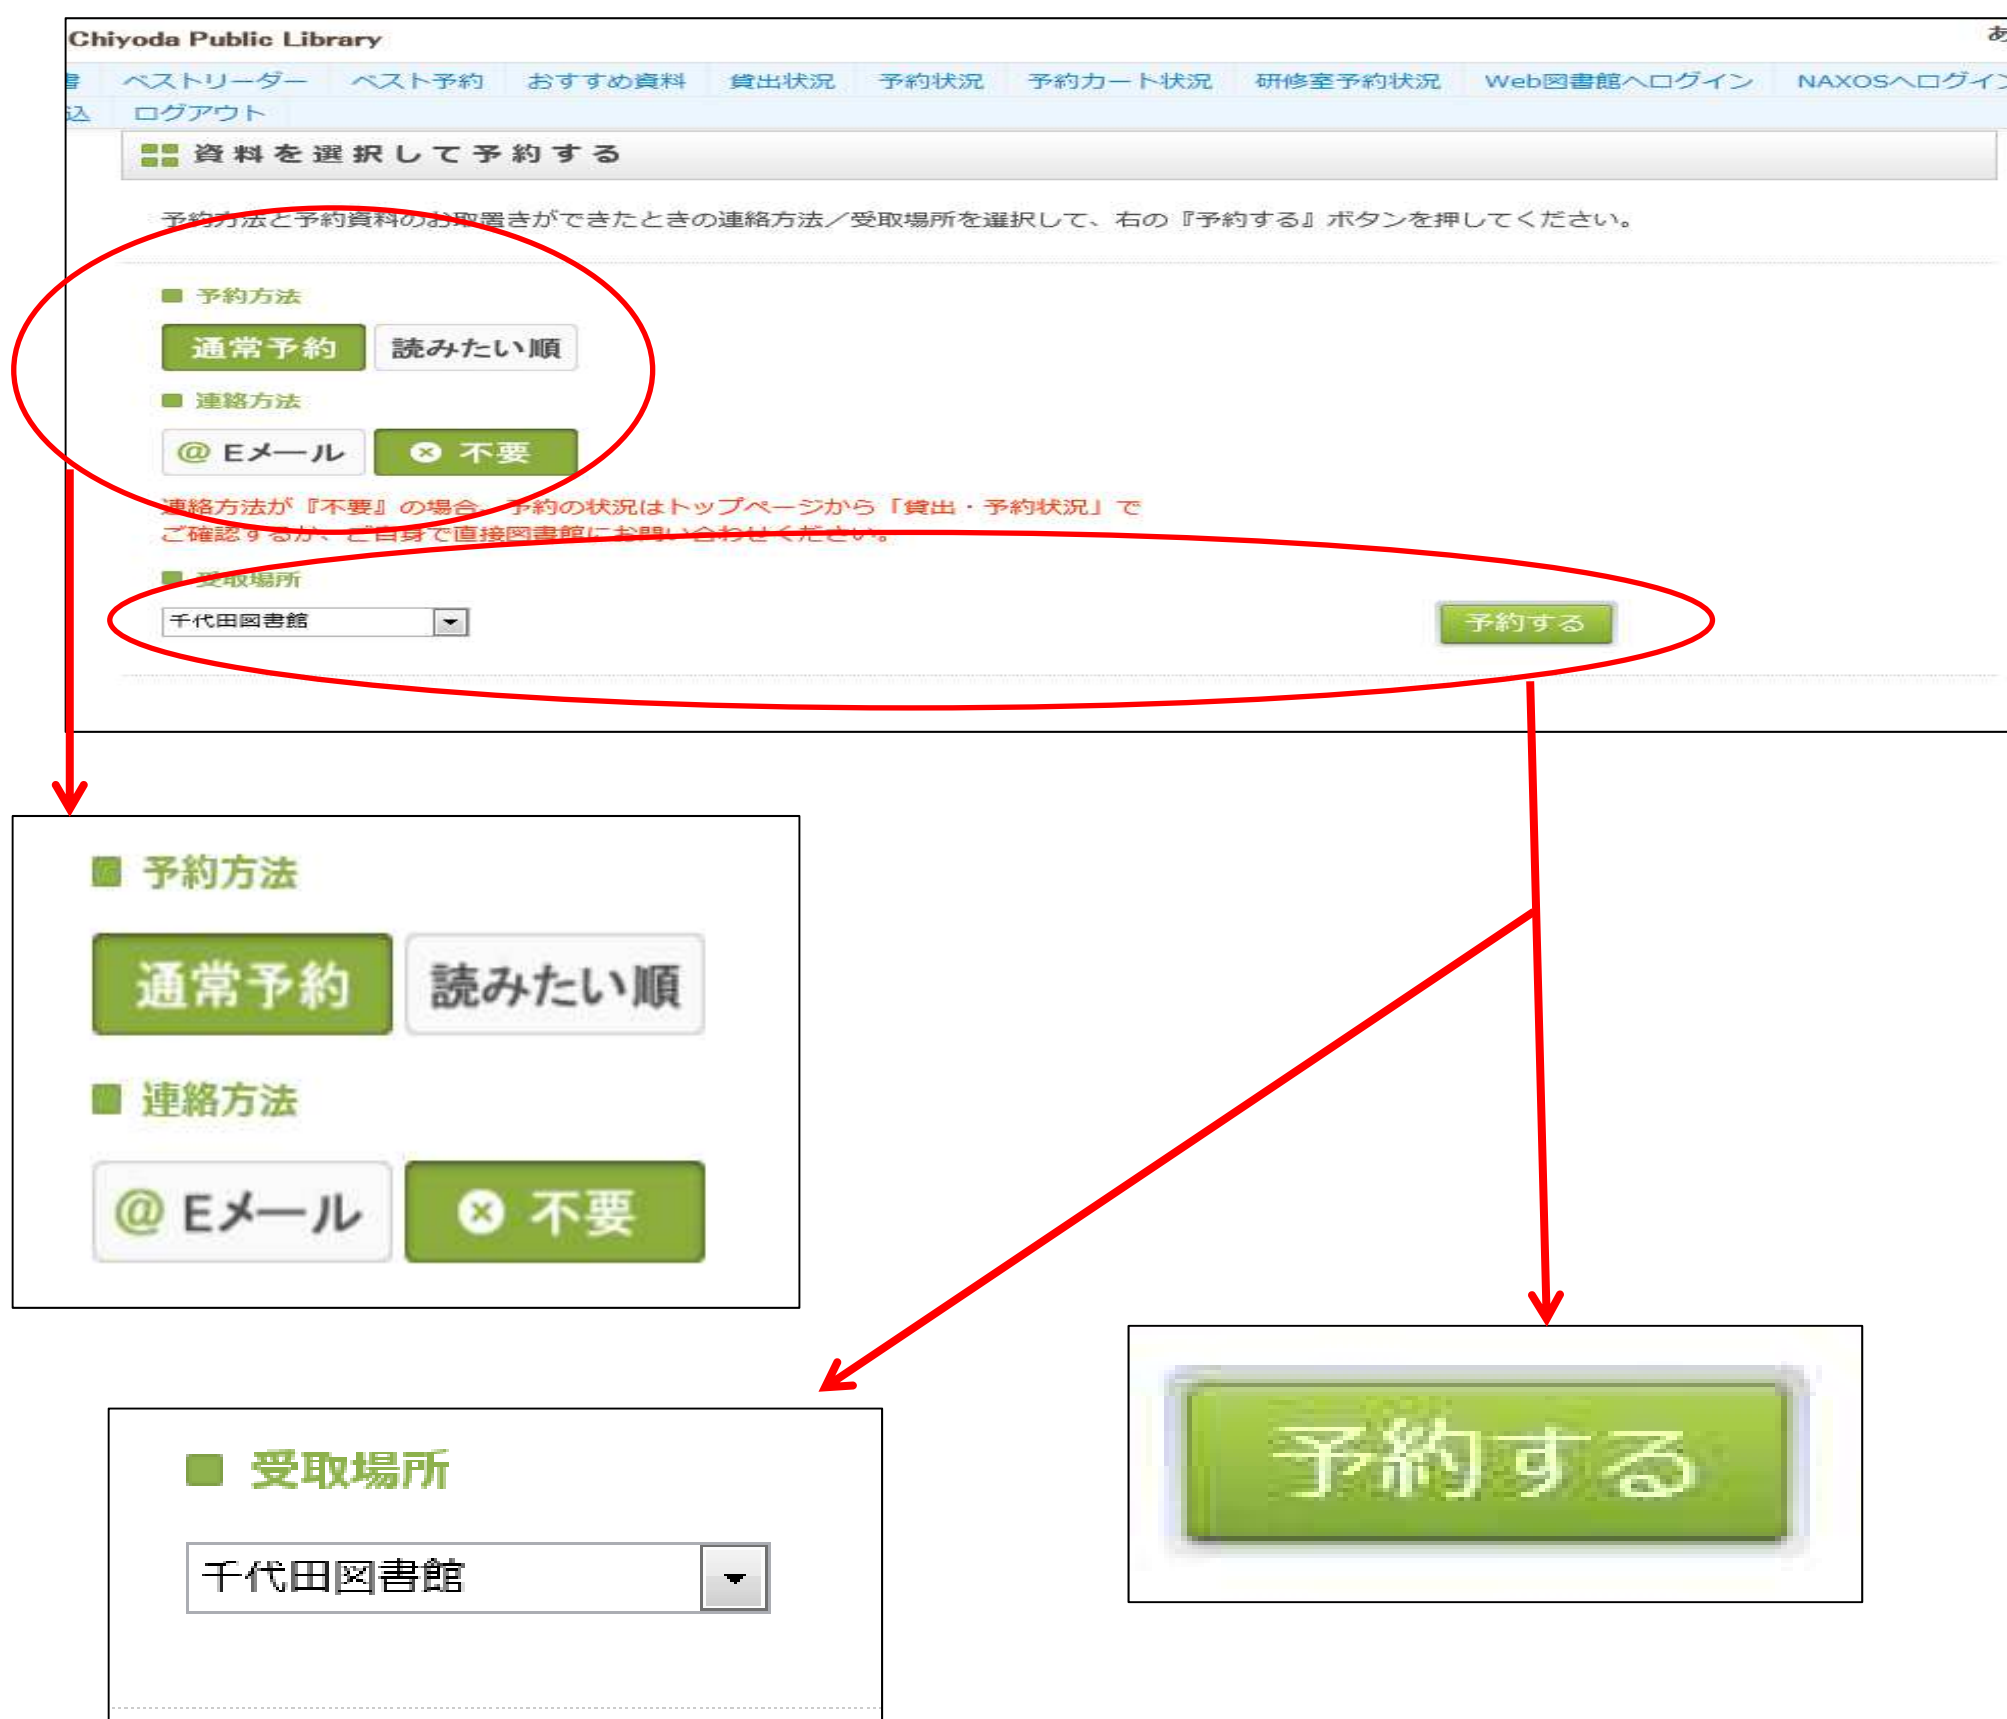 Chiyoda Public Library
ベストリーダー ベスト予約 おすすめ資料 貸出状況 予約状況 予約カート状況 研修室予約状況 Web図書館へログイン NAXOSへログイン
込 ログアウト
資料を選択して予約する
予約方法と予約資料のお取置きができたときの連絡方法／受取場所を選択して、右の『予約する』ボタンを押してください。
予約方法
通常予約 読みたい順
連絡方法
@ Eメール 不要
連絡方法が『不要』の場合、予約の状況はトップページから「貸出・予約状況」で
ご確認するか、ご自身で直接図書館にお問い合わせください。
受取場所
千代田図書館 予約する
予約方法
通常予約 読みたい順
連絡方法
@ Eメール 不要
受取場所
千代田図書館
予約する